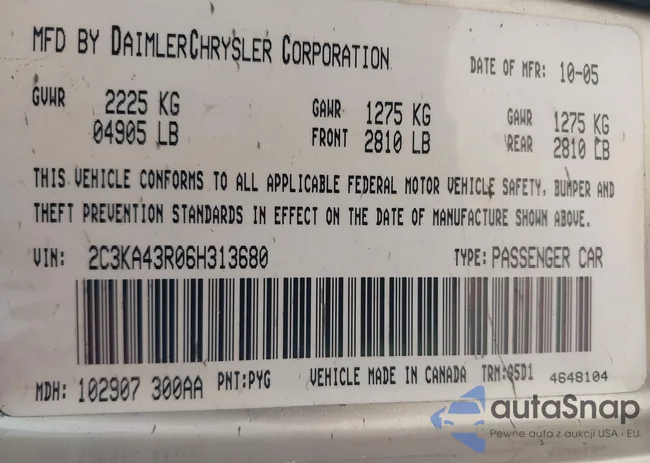 MFD BY DAIMLERCHRYSLER CORPORATION
DATE OF MFR: 10-05
GVWR 2225 KG
04905 LB
GAWR 1275 KG
FRONT 2810 LB
GAWR 1275 KG
REAR 2810 LB
THIS VEHICLE CONFORMS TO ALL APPLICABLE FEDERAL MOTOR VEHICLE SAFETY, BUMPER AND
THEFT PREVENTION STANDARDS IN EFFECT ON THE DATE OF MANUFACTURE SHOWN ABOVE.
VIN: 2C3KA43R06H313680
TYPE: PASSENGER CAR
MDH: 102907 300AA PNT:PYG VEHICLE MADE IN CANADA TRM:Q5D1 4648104
autaSnap
Pewne auta z aukcji USA i EU